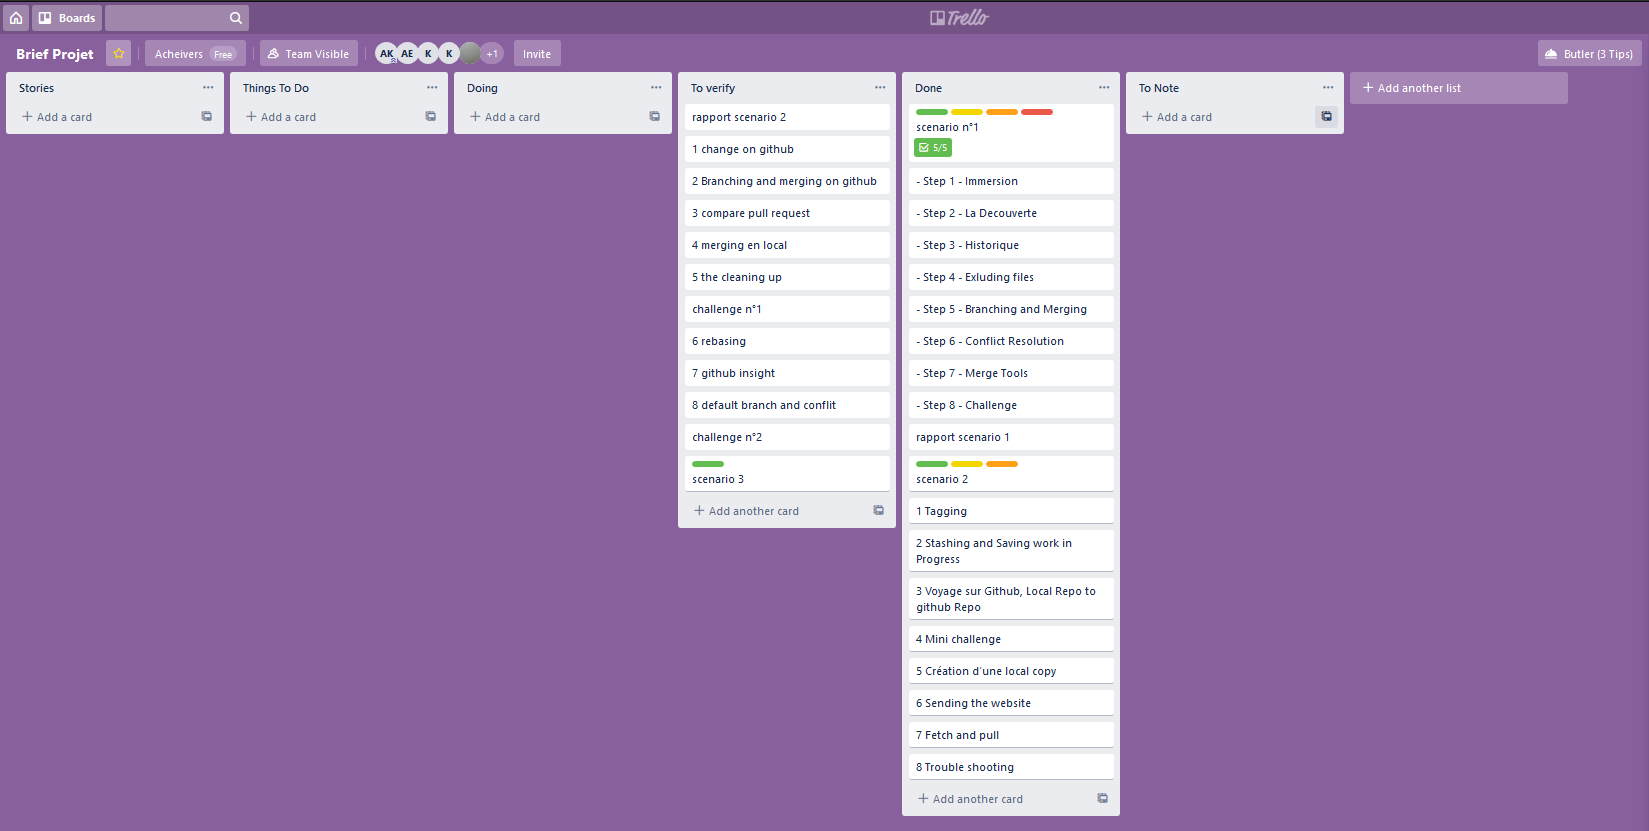 Boards
Trello
Brief Projet
Acheivers Free
Team Visible
AK AE K K +1
Invite
Butler (3 Tips)
Stories
Add a card
Things To Do
Add a card
Doing
Add a card
To verify
rapport scenario 2
1 change on github
2 Branching and merging on github
3 compare pull request
4 merging en local
5 the cleaning up
challenge n°1
6 rebasing
7 github insight
8 default branch and conflit
challenge n°2
scenario 3
Add another card
Done
scenario n°1
5/5
- Step 1 - Immersion
- Step 2 - La Decouverte
- Step 3 - Historique
- Step 4 - Exluding files
- Step 5 - Branching and Merging
- Step 6 - Conflict Resolution
- Step 7 - Merge Tools
- Step 8 - Challenge
rapport scenario 1
scenario 2
1 Tagging
2 Stashing and Saving work in
Progress
3 Voyage sur Github, Local Repo to
github Repo
4 Mini challenge
5 Création d'une local copy
6 Sending the website
7 Fetch and pull
8 Trouble shooting
Add another card
To Note
Add a card
Add another list